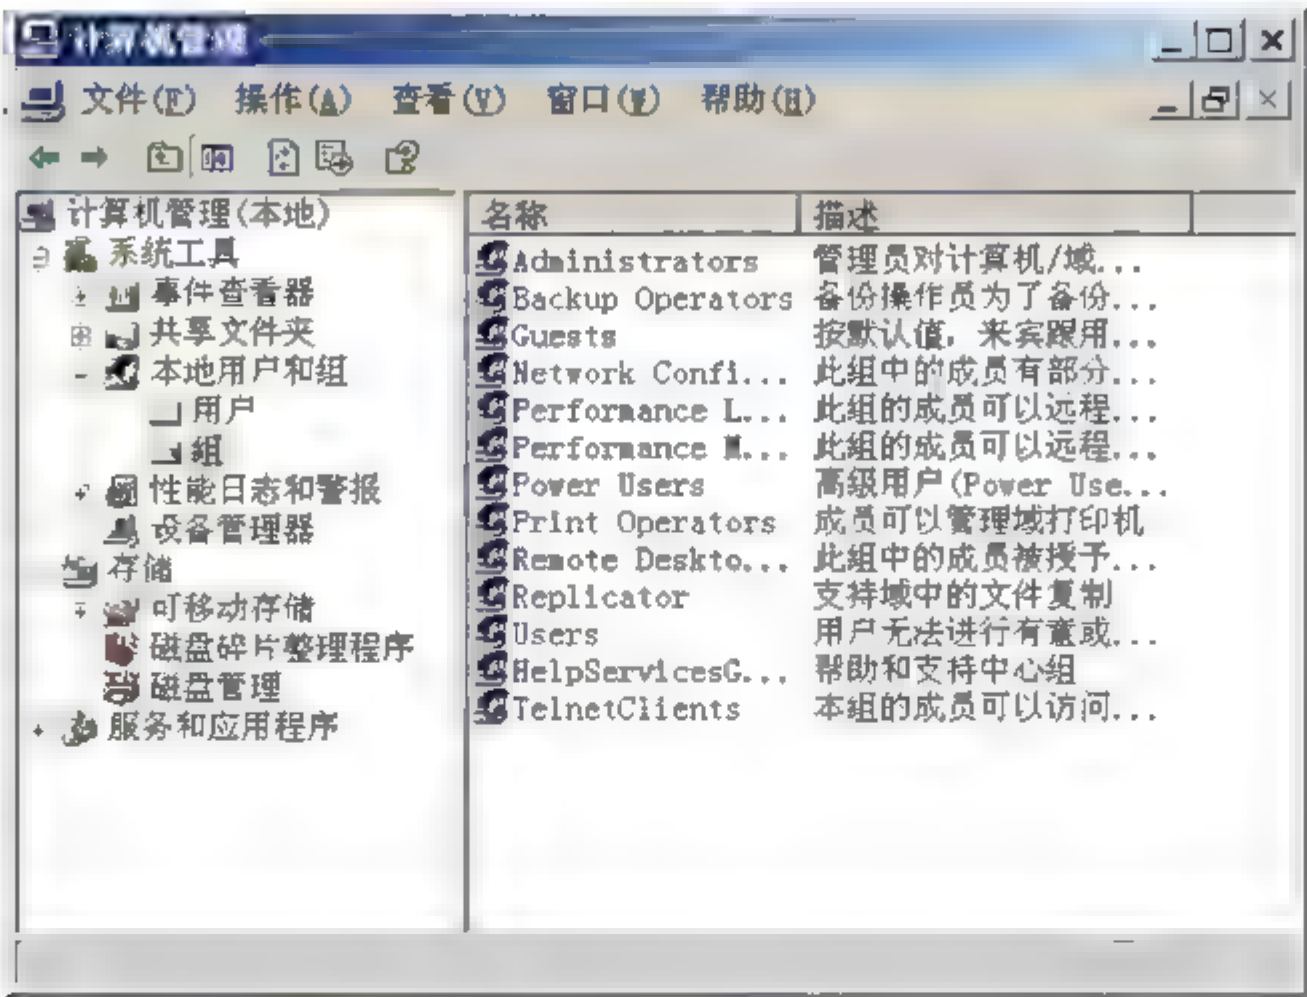 计算机管理
文件(F) 操作(A) 查看(V) 窗口(W) 帮助(H)
计算机管理(本地)
系统工具
事件查看器
共享文件夹
本地用户和组
用户
组
性能日志和警报
设备管理器
存储
可移动存储
磁盘碎片整理程序
磁盘管理
服务和应用程序
名称 描述
Administrators 管理员对计算机/域...
Backup Operators 备份操作员为了备份...
Guests 按默认值，来宾跟用...
Network Confi... 此组中的成员有部分...
Performance L... 此组的成员可以远程...
Performance M... 此组的成员可以远程...
Power Users 高级用户(Power Use...
Print Operators 成员可以管理域打印机
Remote Deskto... 此组中的成员被授予...
Replicator 支持域中的文件复制
Users 用户无法进行有意或...
HelpServicesG... 帮助和支持中心组
TelnetClients 本组的成员可以访问...